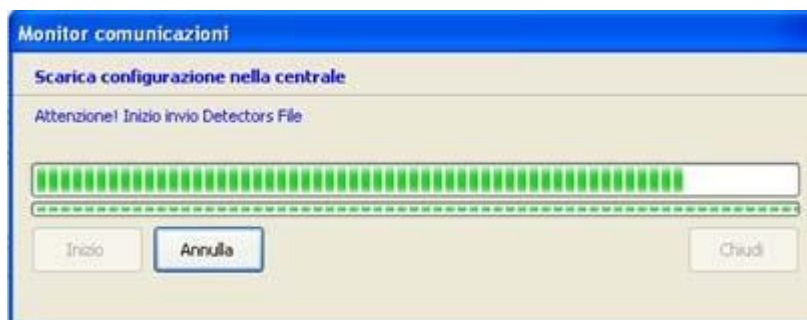 Monitor comunicazioni
Scarica configurazione nella centrale
Attenzione! Inizio invio Detectors File
Inizio Annulla Chiudi